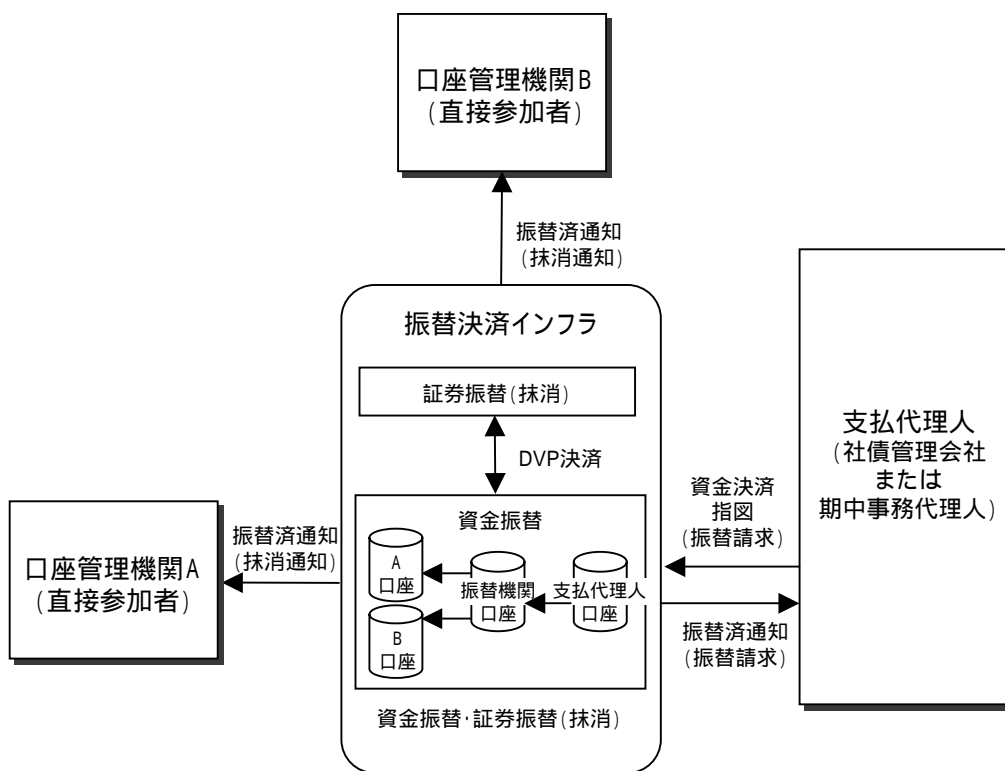 口座管理機関B
(直接参加者)
振替済通知
(抹消通知)
振替決済インフラ
証券振替(抹消)
DVP決済
資金振替
A
口座
B
口座
振替機関
口座
支払代理人
口座
資金振替・証券振替(抹消)
振替済通知
(抹消通知)
口座管理機関A
(直接参加者)
資金決済
指図
(振替請求)
振替済通知
(振替請求)
支払代理人
(社債管理会社
または
期中事務代理人)